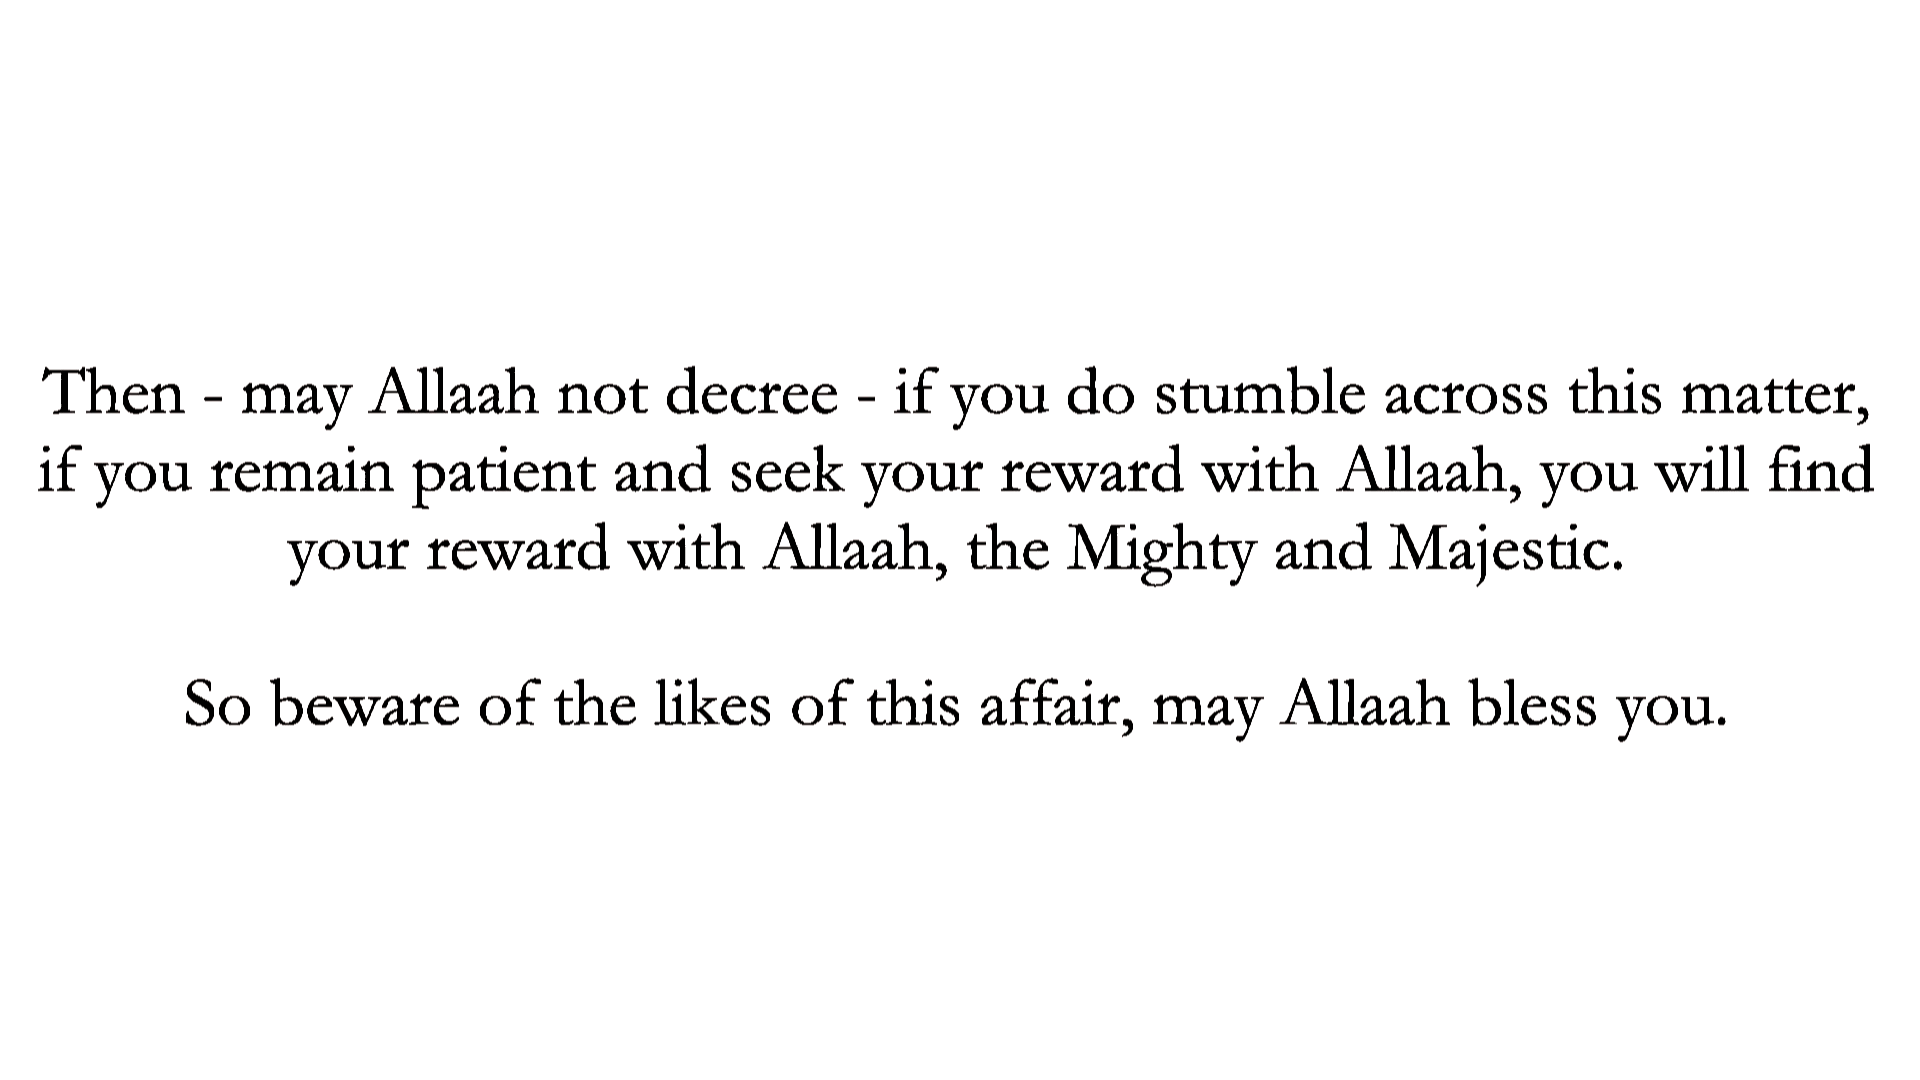 Then - may Allaah not decree - if you do stumble across this matter,
if you remain patient and seek your reward with Allaah, you will find
your reward with Allaah, the Mighty and Majestic.
So beware of the likes of this affair, may Allaah bless you.